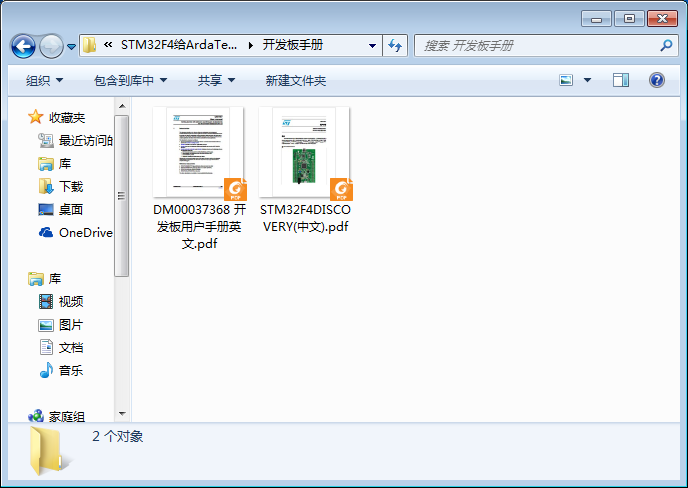 « STM32F4给ArdaTe... ▸ 开发板手册
搜索 开发板手册
组织 包含到库中 共享 新建文件夹
收藏夹
最近访问的
库
下载
桌面
OneDrive
库
视频
图片
文档
音乐
家庭组
DM00037368 开
发板用户手册英
文.pdf
STM32F4DISCO
VERY(中文).pdf
PDF
PDF
2 个对象